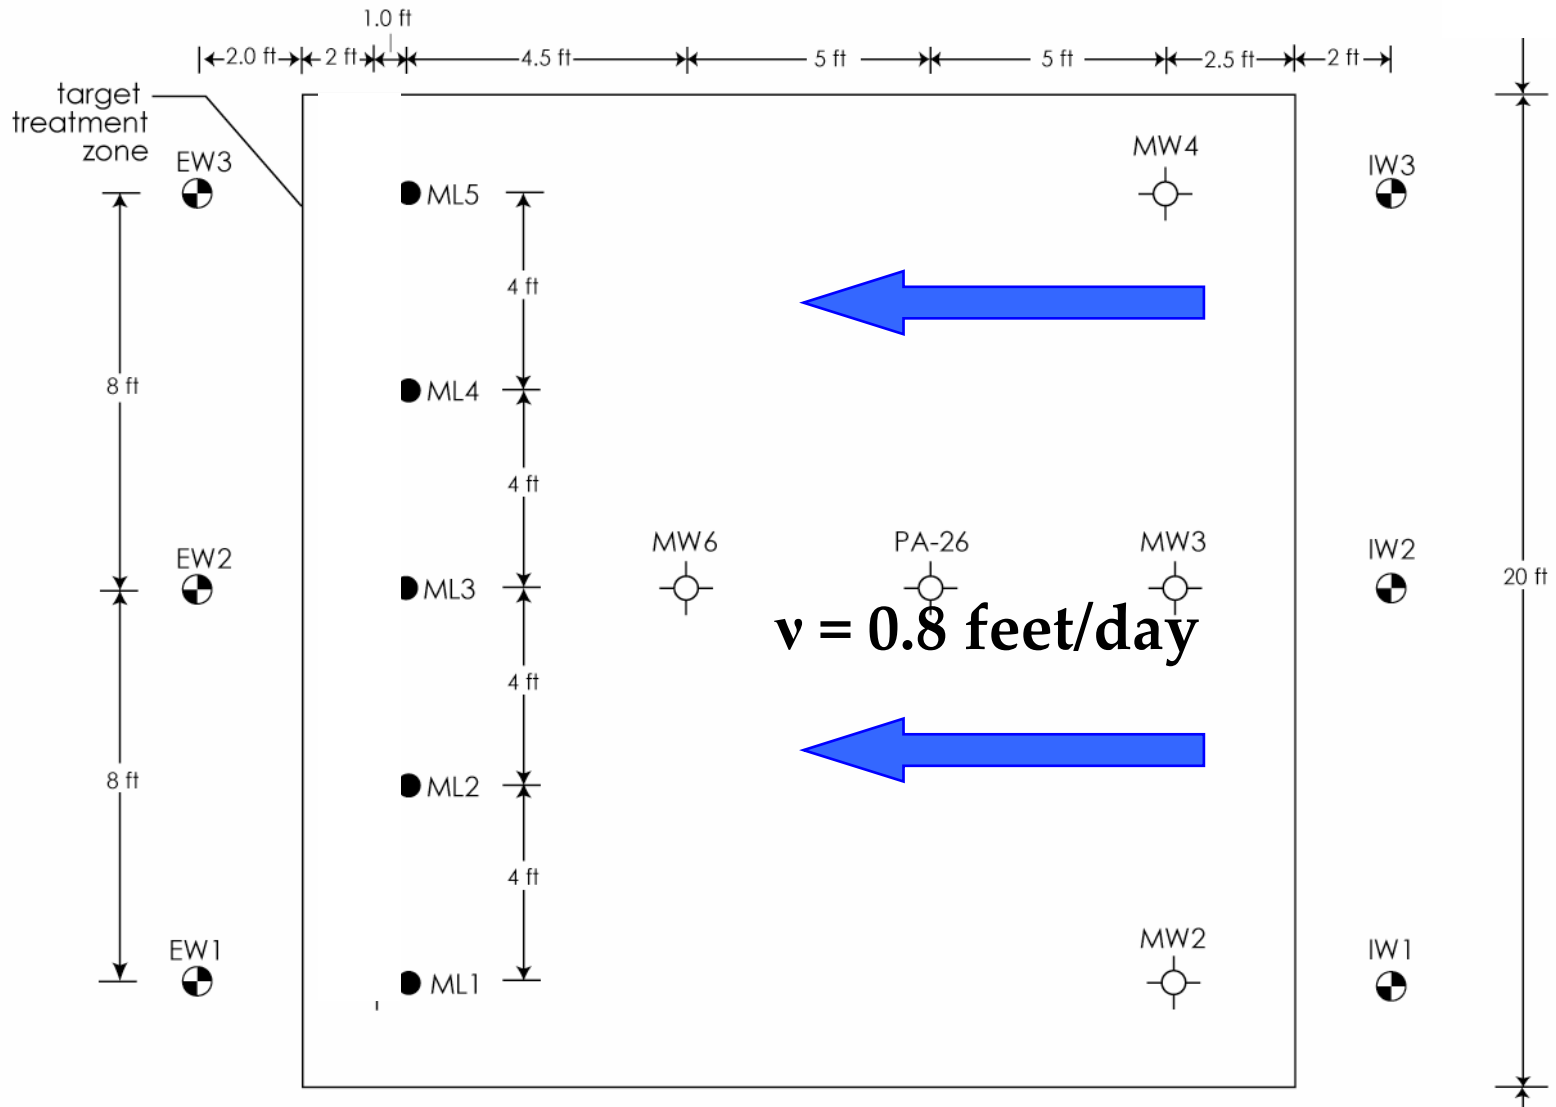 1.0 ft
2.0 ft
2 ft
4.5 ft
5 ft
5 ft
2.5 ft
2 ft
target
treatment
zone
EW3
MW4
IW3
ML5
4 ft
8 ft
ML4
4 ft
EW2
MW6
PA-26
MW3
IW2
ML3
20 ft
ν = 0.8 feet/day
4 ft
8 ft
ML2
4 ft
EW1
MW2
IW1
ML1